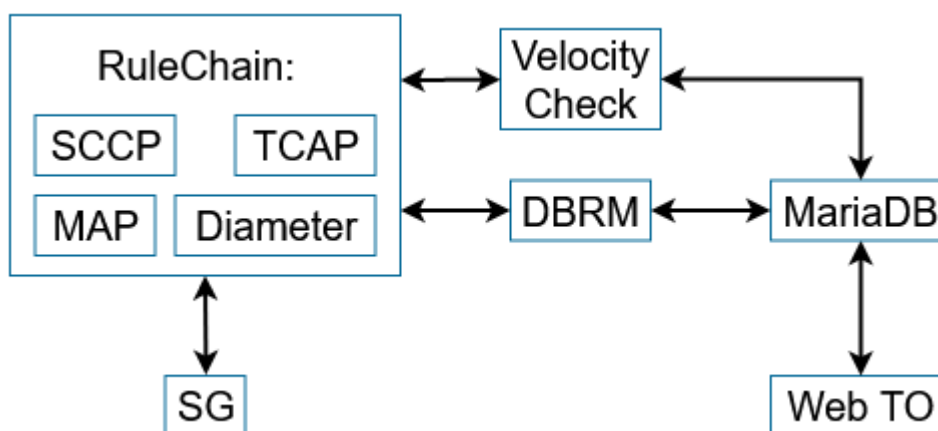 RuleChain:
SCCP
TCAP
MAP
Diameter
Velocity
Check
DBRM
MariaDB
SG
Web TO